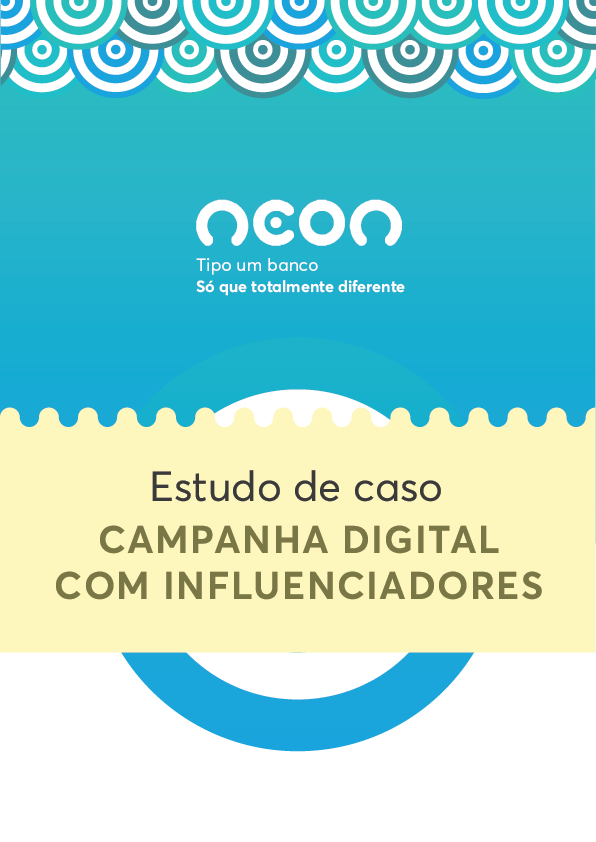 neon
Tipo um banco
Só que totalmente diferente
Estudo de caso
CAMPANHA DIGITAL
COM INFLUENCIADORES